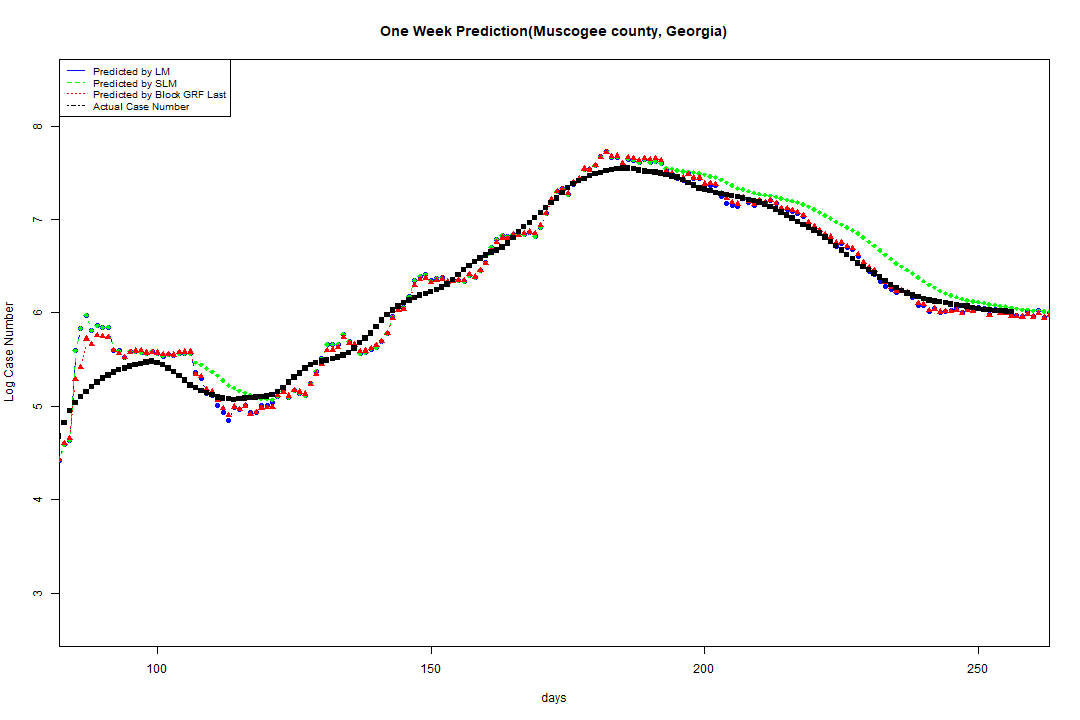 One Week Prediction(Muscogee county, Georgia)
Predicted by LM
Predicted by SLM
Predicted by Block GRF Last
Actual Case Number
Log Case Number
8
7
6
5
4
3
100 150 200 250
days